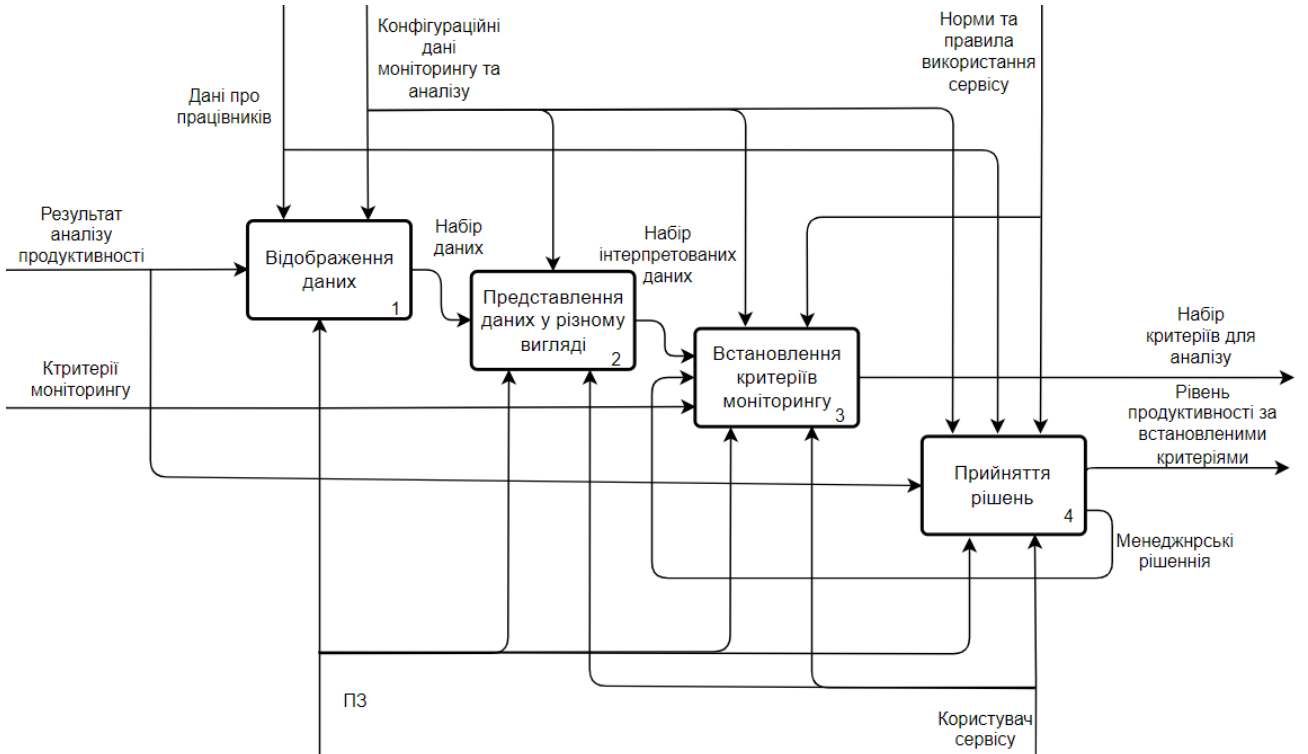 Конфігураційні
дані
моніторингу та
аналізу
Норми та
правила
використання
сервісу
Дані про
працівників
Результат
аналізу
продуктивності
Відображення
даних
1
Набір
даних
Набір
інтерпретованих
даних
Представлення
даних у різному
вигляді
2
Ктритерії
моніторингу
Встановлення
критеріїв
моніторингу
3
Набір
критеріїв для
аналізу
Рівень
продуктивності за
встановленими
критеріями
Прийняття
рішень
4
Менеджнрські
рішеннія
ПЗ
Користувач
сервісу